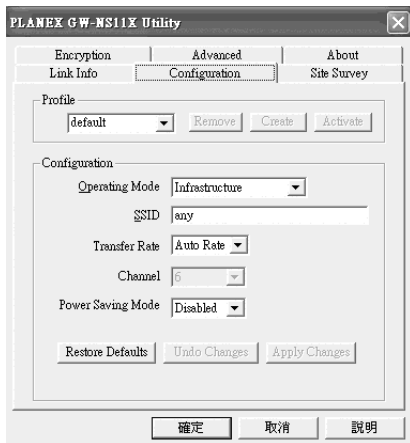 PLANEX GW-NS11X Utility
Encryption Advanced About
Link Info Configuration Site Survey
Profile
default Remove Create Activate
Configuration
Operating Mode Infrastructure
SSID any
Transfer Rate Auto Rate
Channel 6
Power Saving Mode Disabled
Restore Defaults Undo Changes Apply Changes
確定 取消 說明